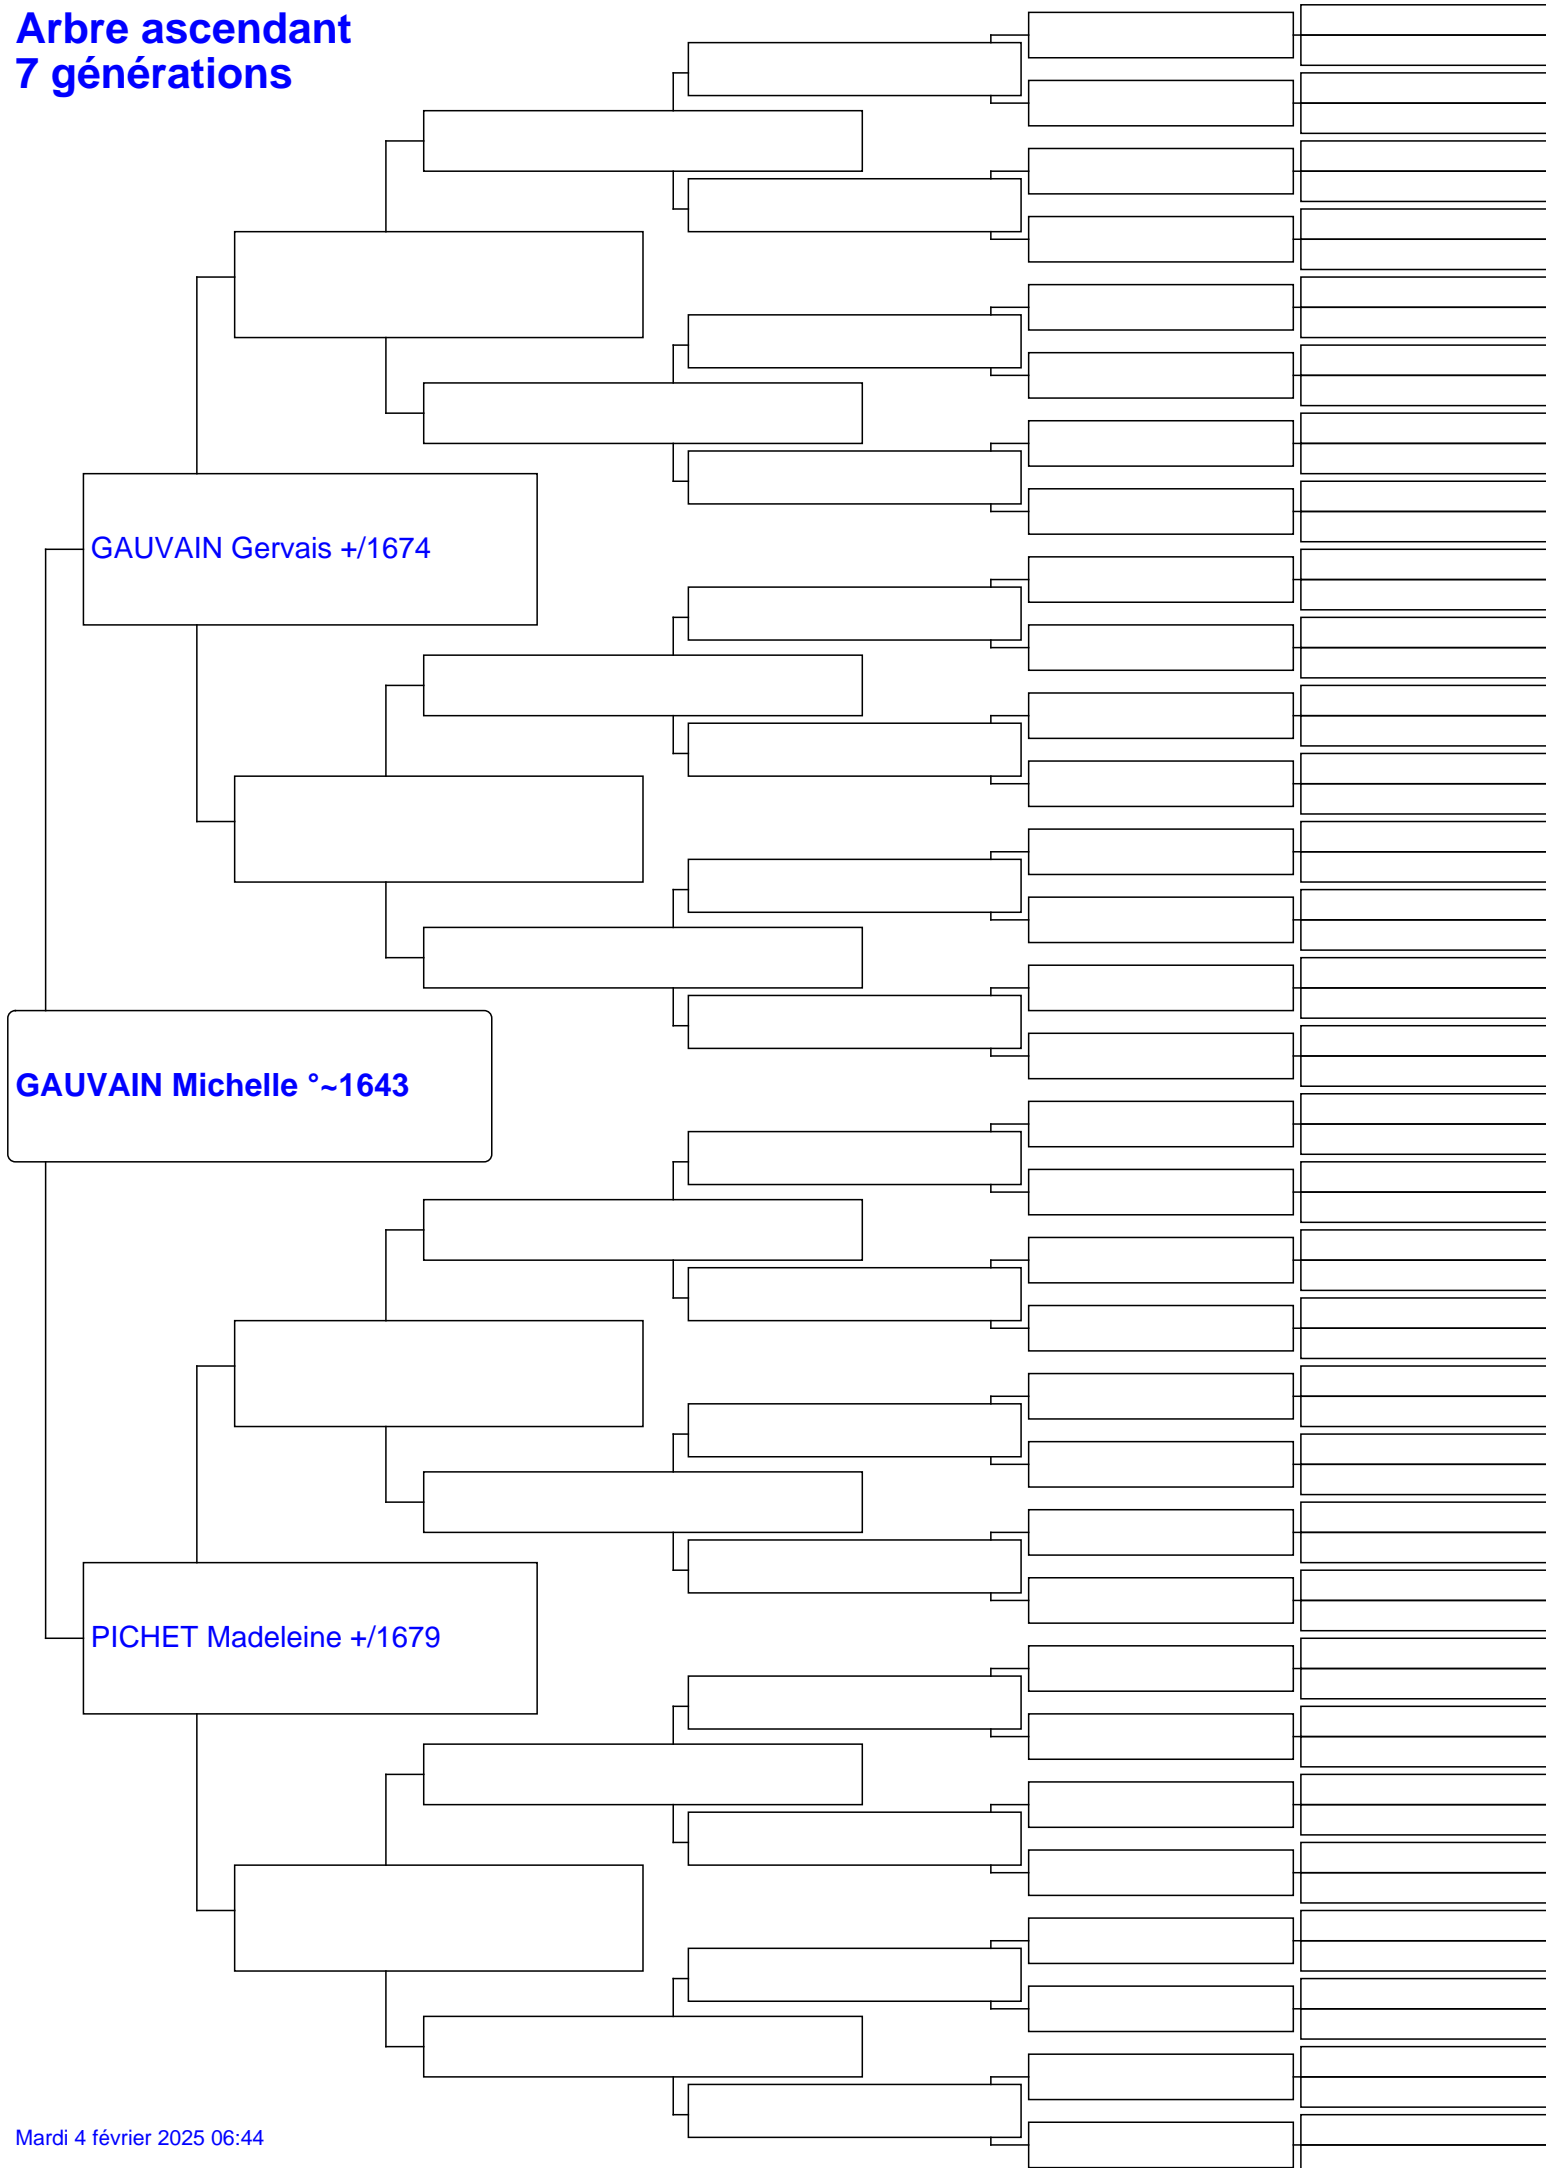 Arbre ascendant
7 générations
GAUVAIN Gervais +/1674
GAUVAIN Michelle °~1643
PICHET Madeleine +/1679
Mardi 4 février 2025 06:44